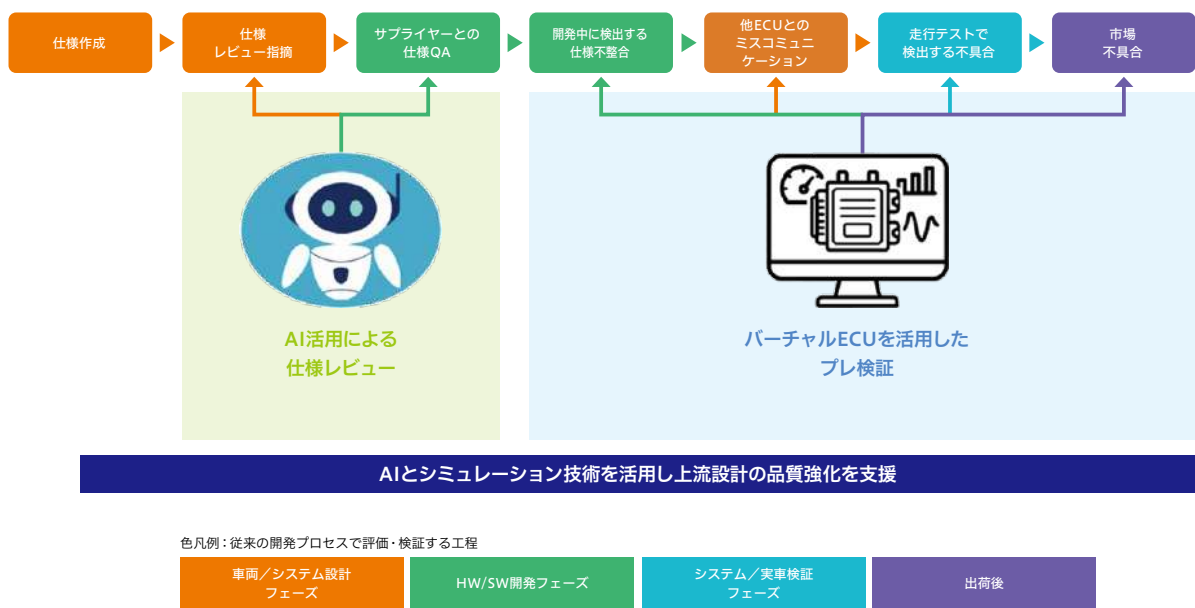 仕様作成
仕様
レビュー指摘
サプライヤーとの
仕様QA
開発中に検出する
仕様不整合
他ECUとの
ミスコミュニ
ケーション
走行テストで
検出する不具合
市場
不具合
AI活用による
仕様レビュー
バーチャルECUを活用した
プレ検証
AIとシミュレーション技術を活用し上流設計の品質強化を支援
色凡例：従来の開発プロセスで評価・検証する工程
車両／システム設計
フェーズ
HW/SW開発フェーズ
システム／実車検証
フェーズ
出荷後